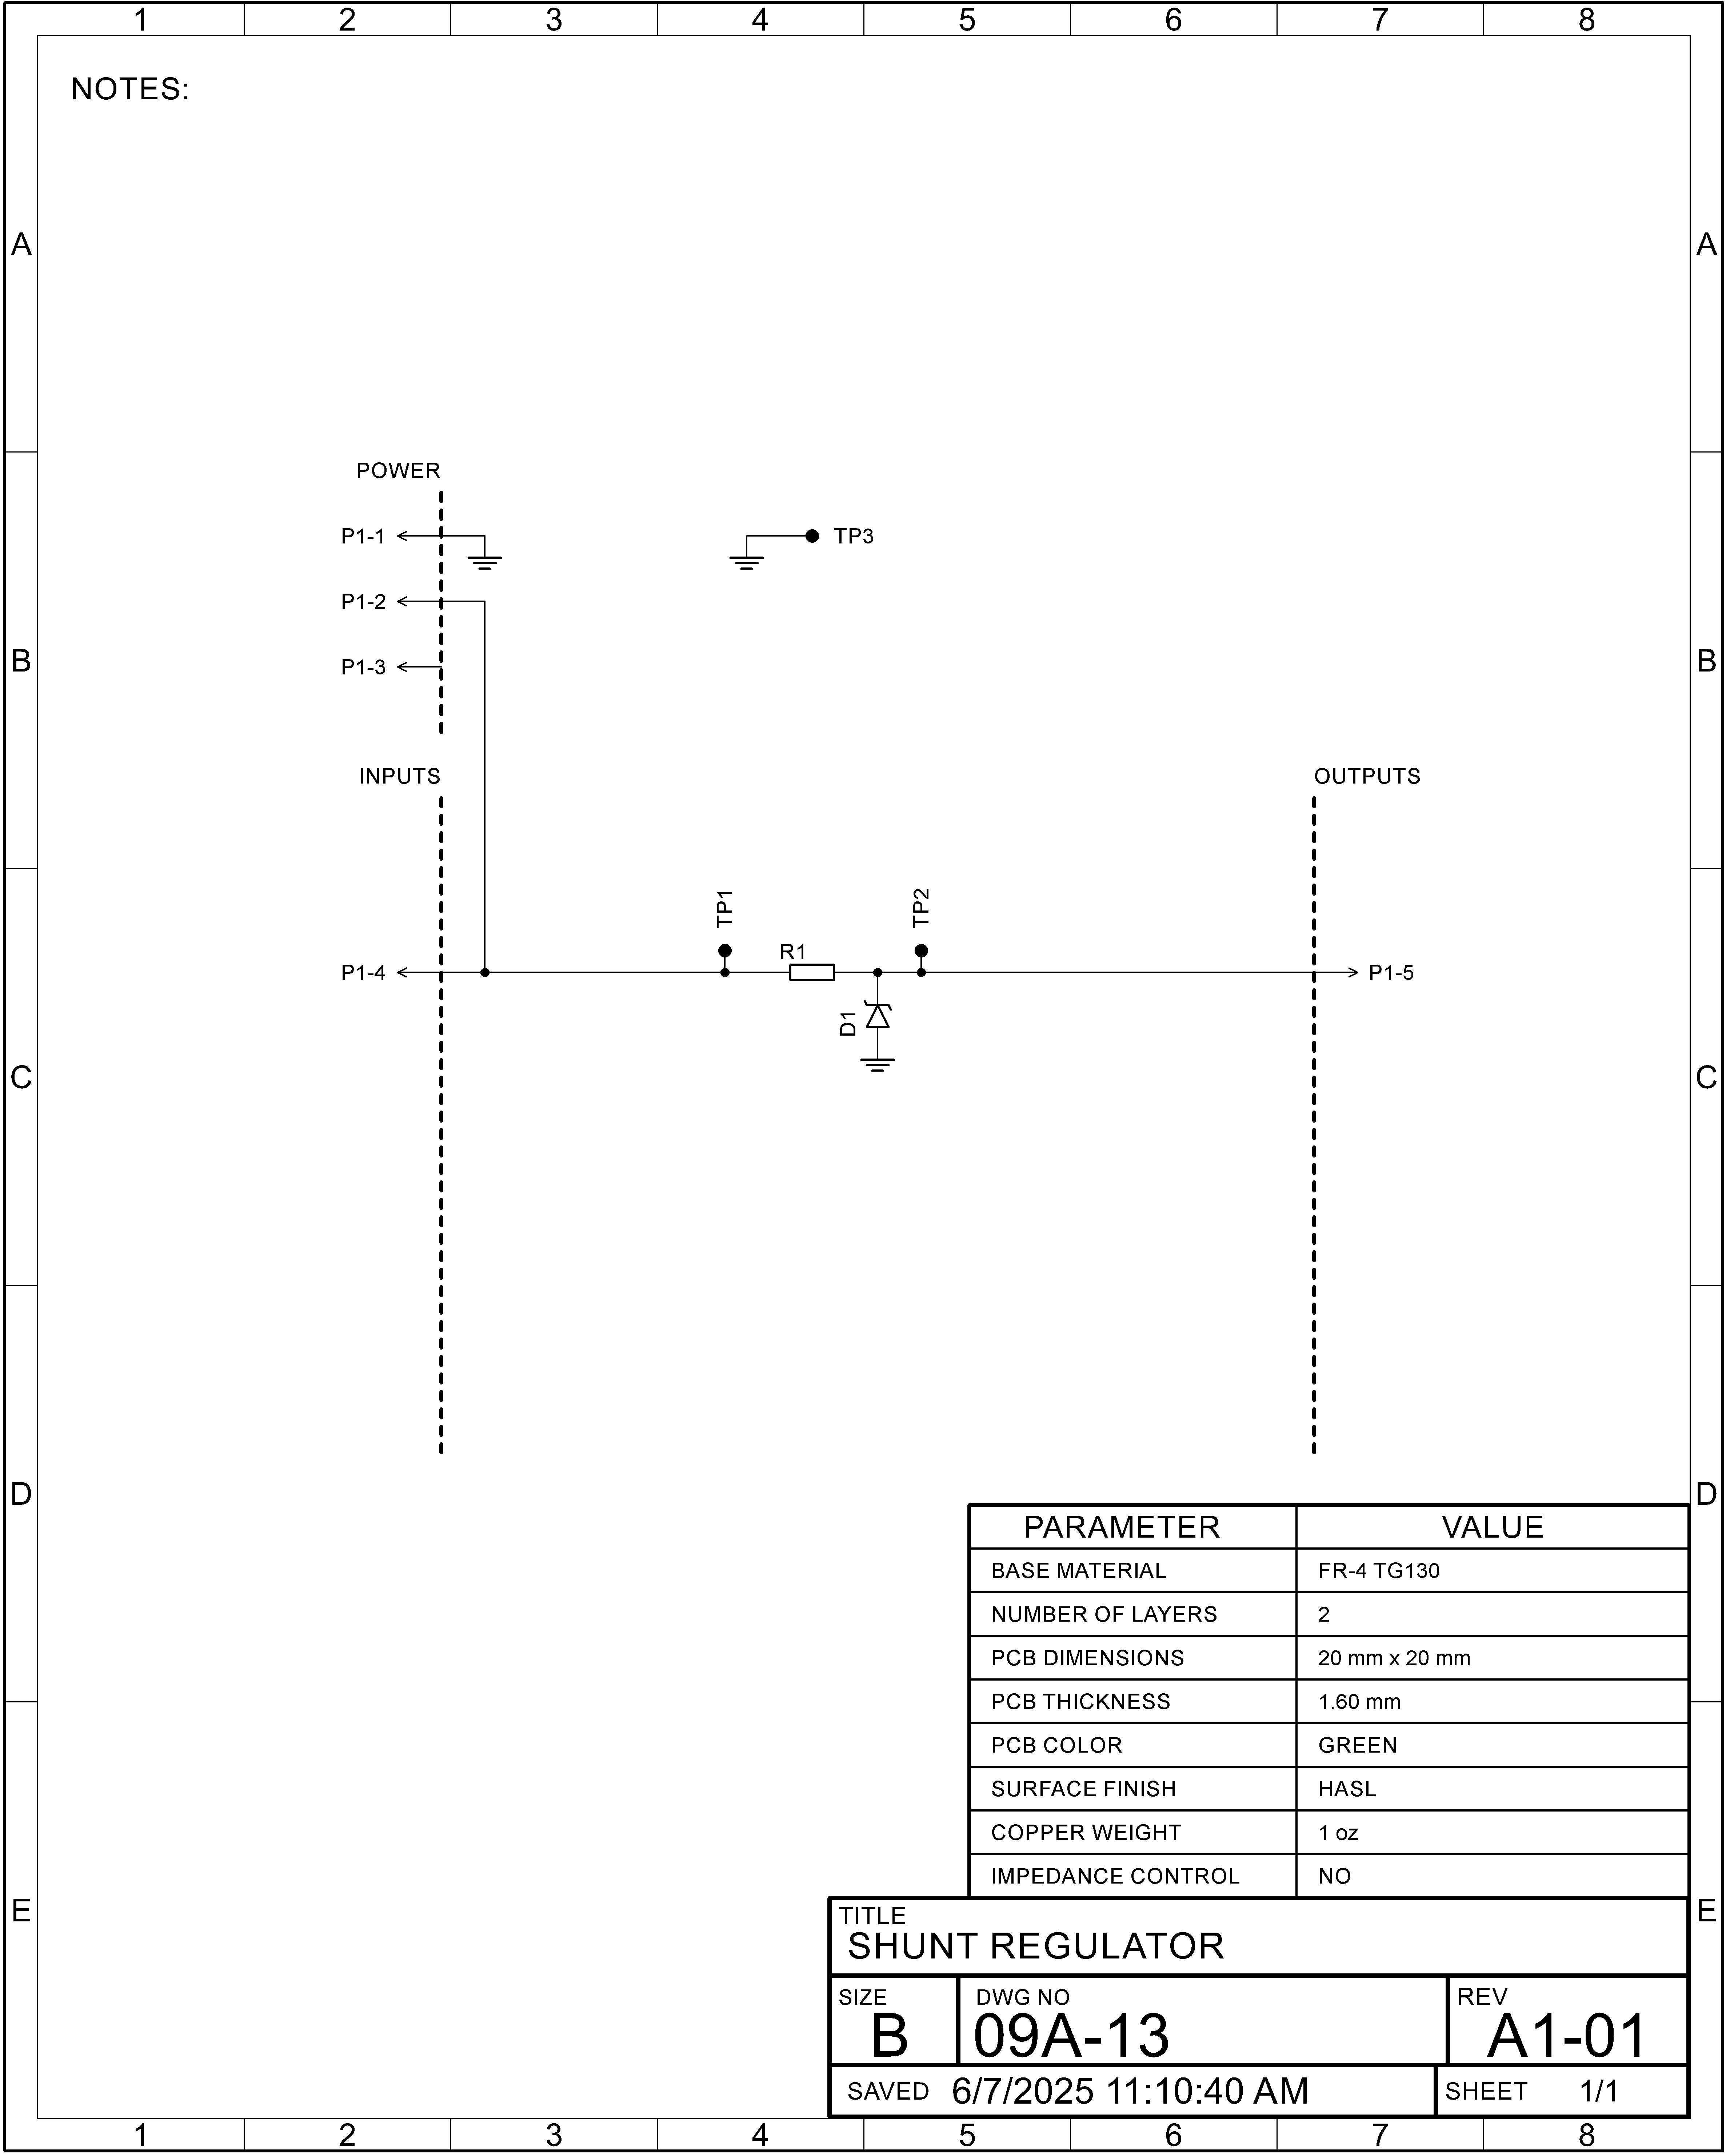 1 2 3 4 5 6 7 8
NOTES:
A A
POWER
P1-1 TP3
P1-2
B P1-3 B
INPUTS OUTPUTS
TP1 TP2
R1
P1-4 P1-5
D1
C C
D D
PARAMETER VALUE
BASE MATERIAL FR-4 TG130
NUMBER OF LAYERS 2
PCB DIMENSIONS 20 mm x 20 mm
PCB THICKNESS 1.60 mm
PCB COLOR GREEN
SURFACE FINISH HASL
COPPER WEIGHT 1 oz
IMPEDANCE CONTROL NO
E E
TITLE
SHUNT REGULATOR
SIZE DWG NO REV
B 09A-13 A1-01
SAVED 6/7/2025 11:10:40 AM SHEET 1/1
1 2 3 4 5 6 7 8